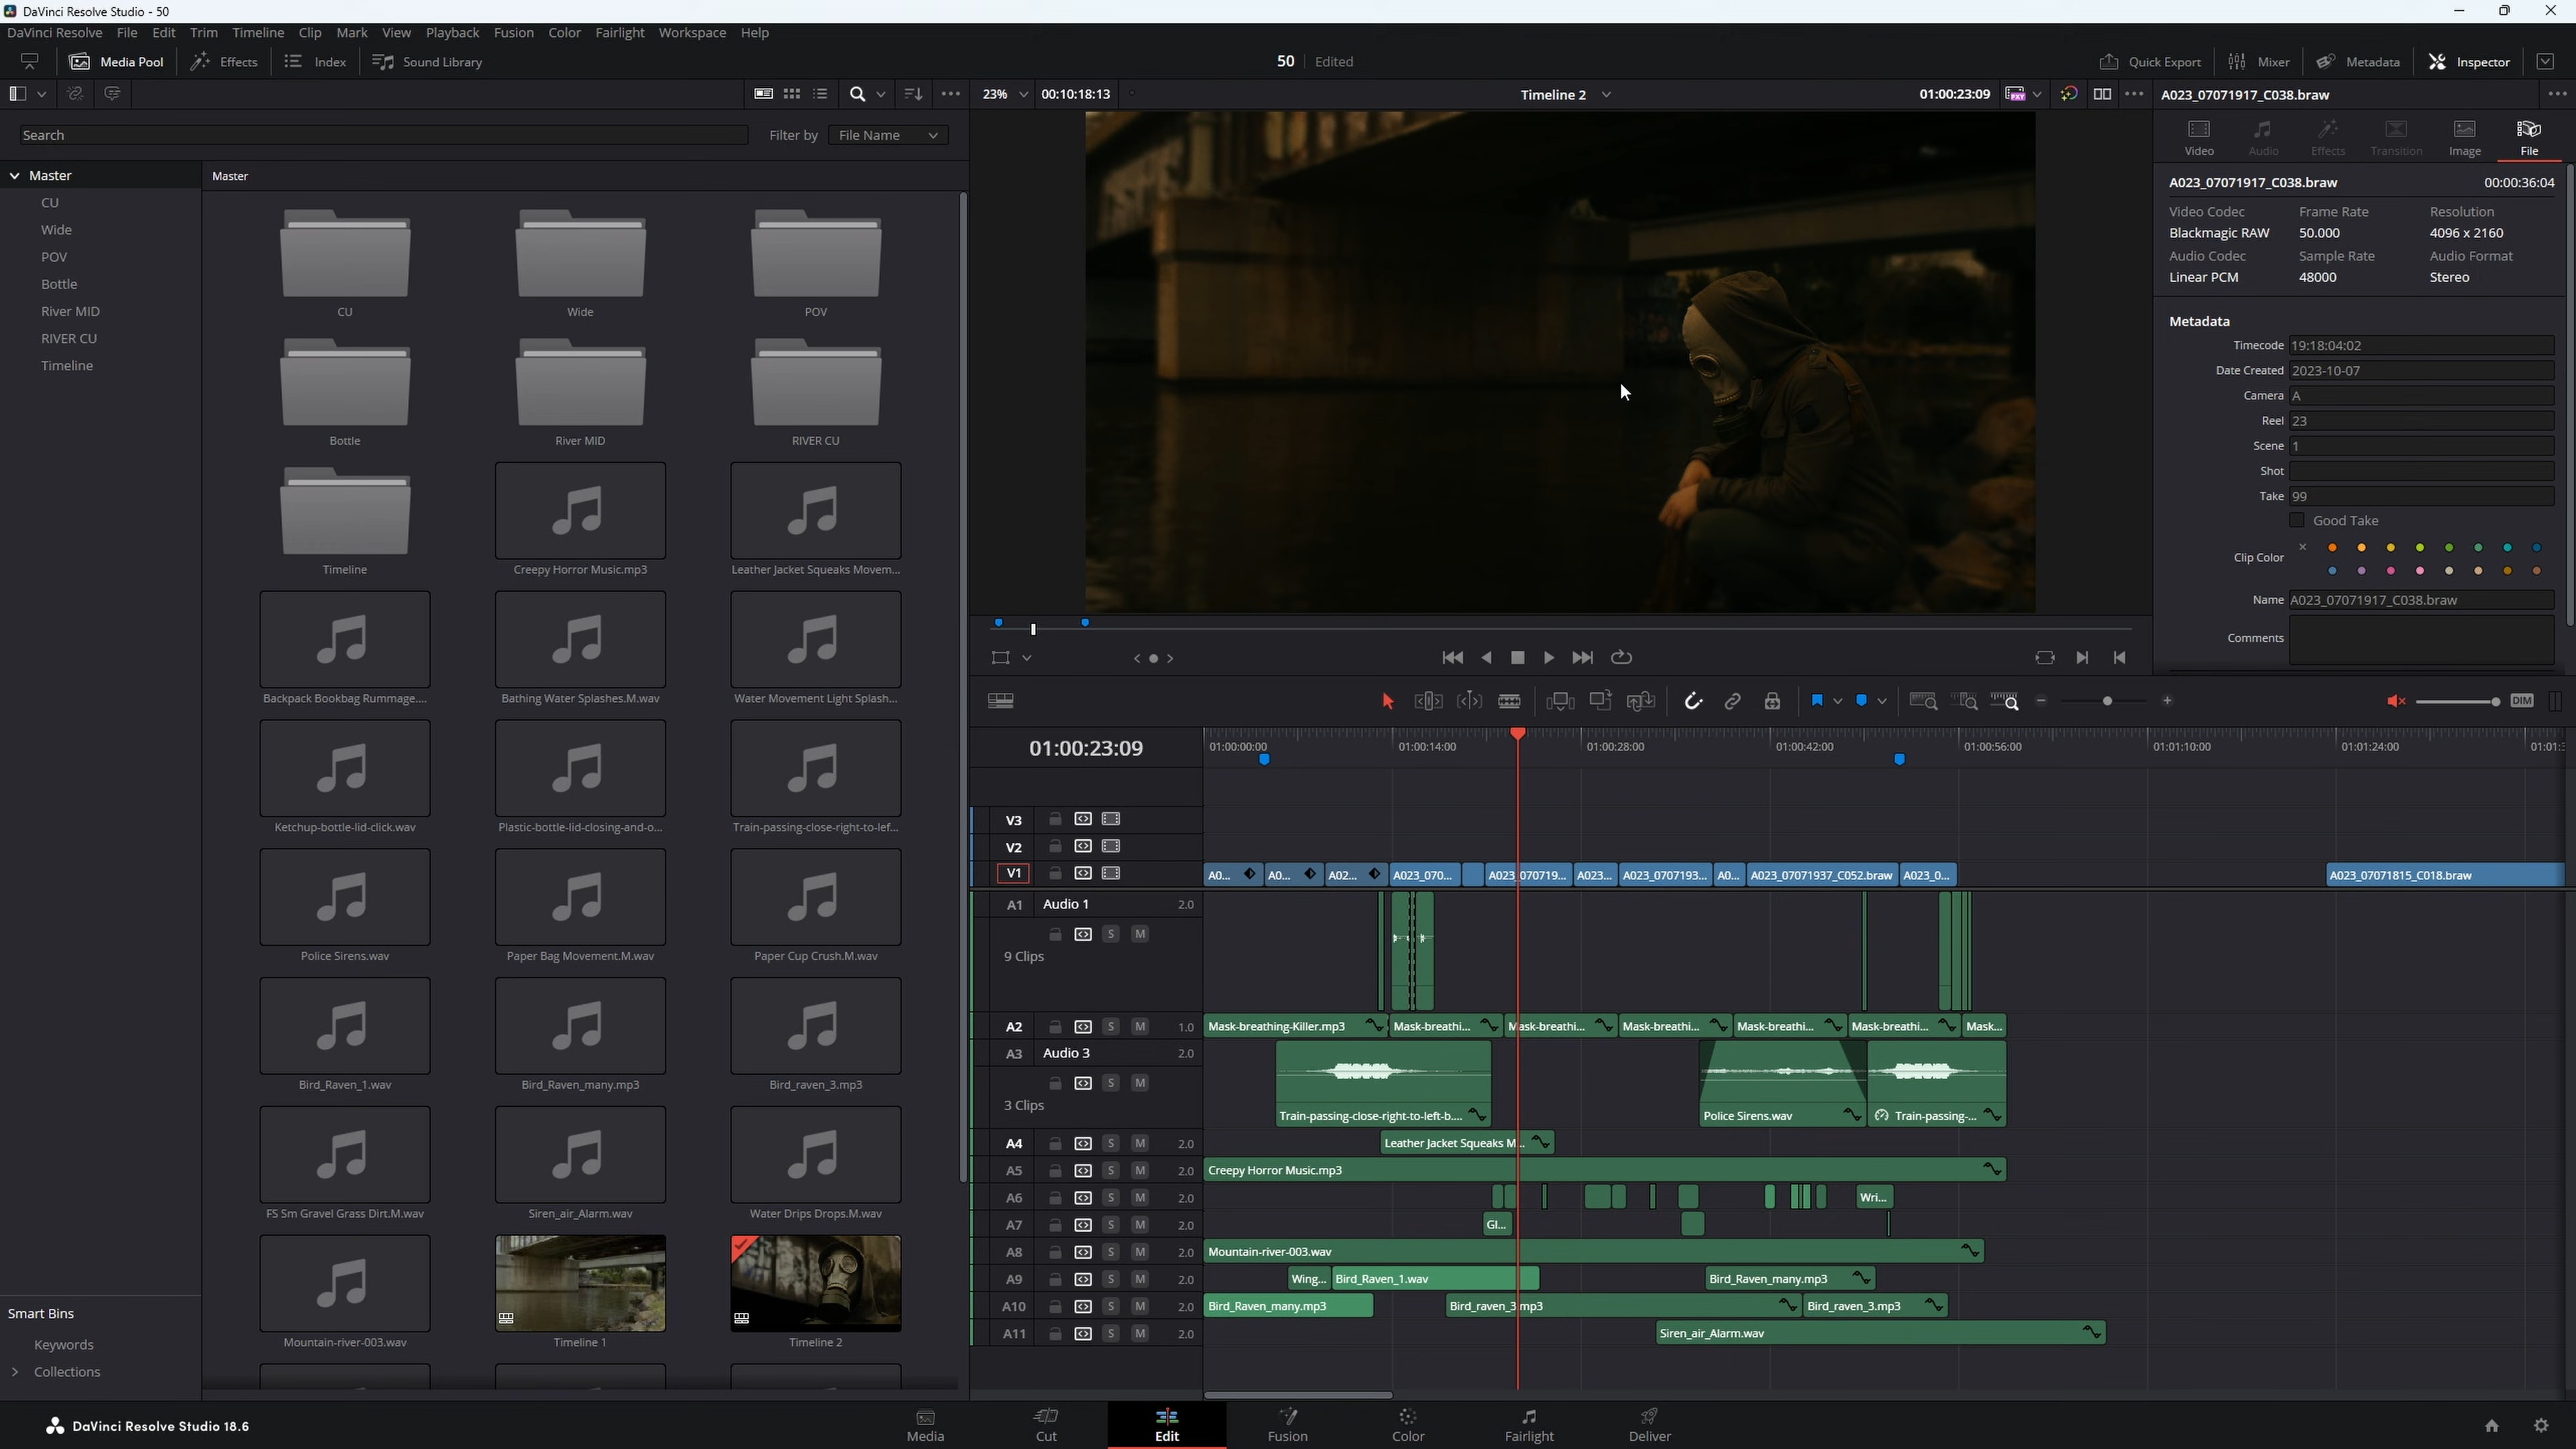 DaVinci Resolve Studio - 50
DaVinci Resolve File Edit Trim Timeline Clip Mark View Playback Fusion Color Fairlight Workspace Help
Media Pool Effects Index Sound Library 50 Edited Quick Export Mixer Metadata Inspector
23% 00:10:18:13 Timeline 2 01:00:23:09 A023_07071917_C038.braw
Search Filter by File Name
Video Audio Effects Transition Image File
Master
CU
Wide
POV
Bottle
River MID
RIVER CU
Timeline
Smart Bins
Keywords
Collections
Master
CU Wide POV
Bottle River MID RIVER CU
Timeline Creepy Horror Music.mp3 Leather Jacket Squeaks Movem...
Backpack Bookbag Rummage.... Bathing Water Splashes.M.wav Water Movement Light Splash...
Ketchup-bottle-lid-click.wav Plastic-bottle-lid-closing-and-o... Train-passing-close-right-to-lef...
Police Sirens.wav Paper Bag Movement.M.wav Paper Cup Crush.M.wav
Bird_Raven_1.wav Bird_Raven_many.mp3 Bird_raven_3.mp3
FS Sm Gravel Grass Dirt.M.wav Siren_air_Alarm.wav Water Drips Drops.M.wav
Mountain-river-003.wav Timeline 1 Timeline 2
A023_07071917_C038.braw 00:00:36:04
Video Codec Frame Rate Resolution
Blackmagic RAW 50.000 4096 x 2160
Audio Codec Sample Rate Audio Format
Linear PCM 48000 Stereo
Metadata
Timecode 19:18:04:02
Date Created 2023-10-07
Camera A
Reel 23
Scene 1
Shot
Take 99
Good Take
Clip Color
Name A023_07071917_C038.braw
Comments
DIM
01:00:23:09 01:00:00:00 01:00:14:00 01:00:28:00 01:00:42:00 01:00:56:00 01:01:10:00 01:01:24:00
V3
V2
V1 A0... A0... A02... A023_070... A023_070719... A023... A023_0707193... A0... A023_07071937_C052.braw A023_0... A023_07071815_C018.braw
A1 Audio 1 2.0
S M
9 Clips
A2 S M 1.0 Mask-breathing-Killer.mp3 Mask-breathi... Mask-breathi... Mask-breathi... Mask-breathi... Mask-breathi... Mask...
A3 Audio 3 2.0
S M
3 Clips Train-passing-close-right-to-left-b.... Police Sirens.wav Train-passing-...
A4 S M 2.0 Leather Jacket Squeaks M...
A5 S M 2.0 Creepy Horror Music.mp3
A6 S M 2.0 Wri...
A7 S M 2.0 Gl...
A8 S M 2.0 Mountain-river-003.wav
A9 S M 2.0 Wing... Bird_Raven_1.wav Bird_Raven_many.mp3
A10 S M 2.0 Bird_Raven_many.mp3 Bird_raven_3.mp3 Bird_raven_3.mp3
A11 S M 2.0 Siren_air_Alarm.wav
DaVinci Resolve Studio 18.6 Media Cut Edit Fusion Color Fairlight Deliver